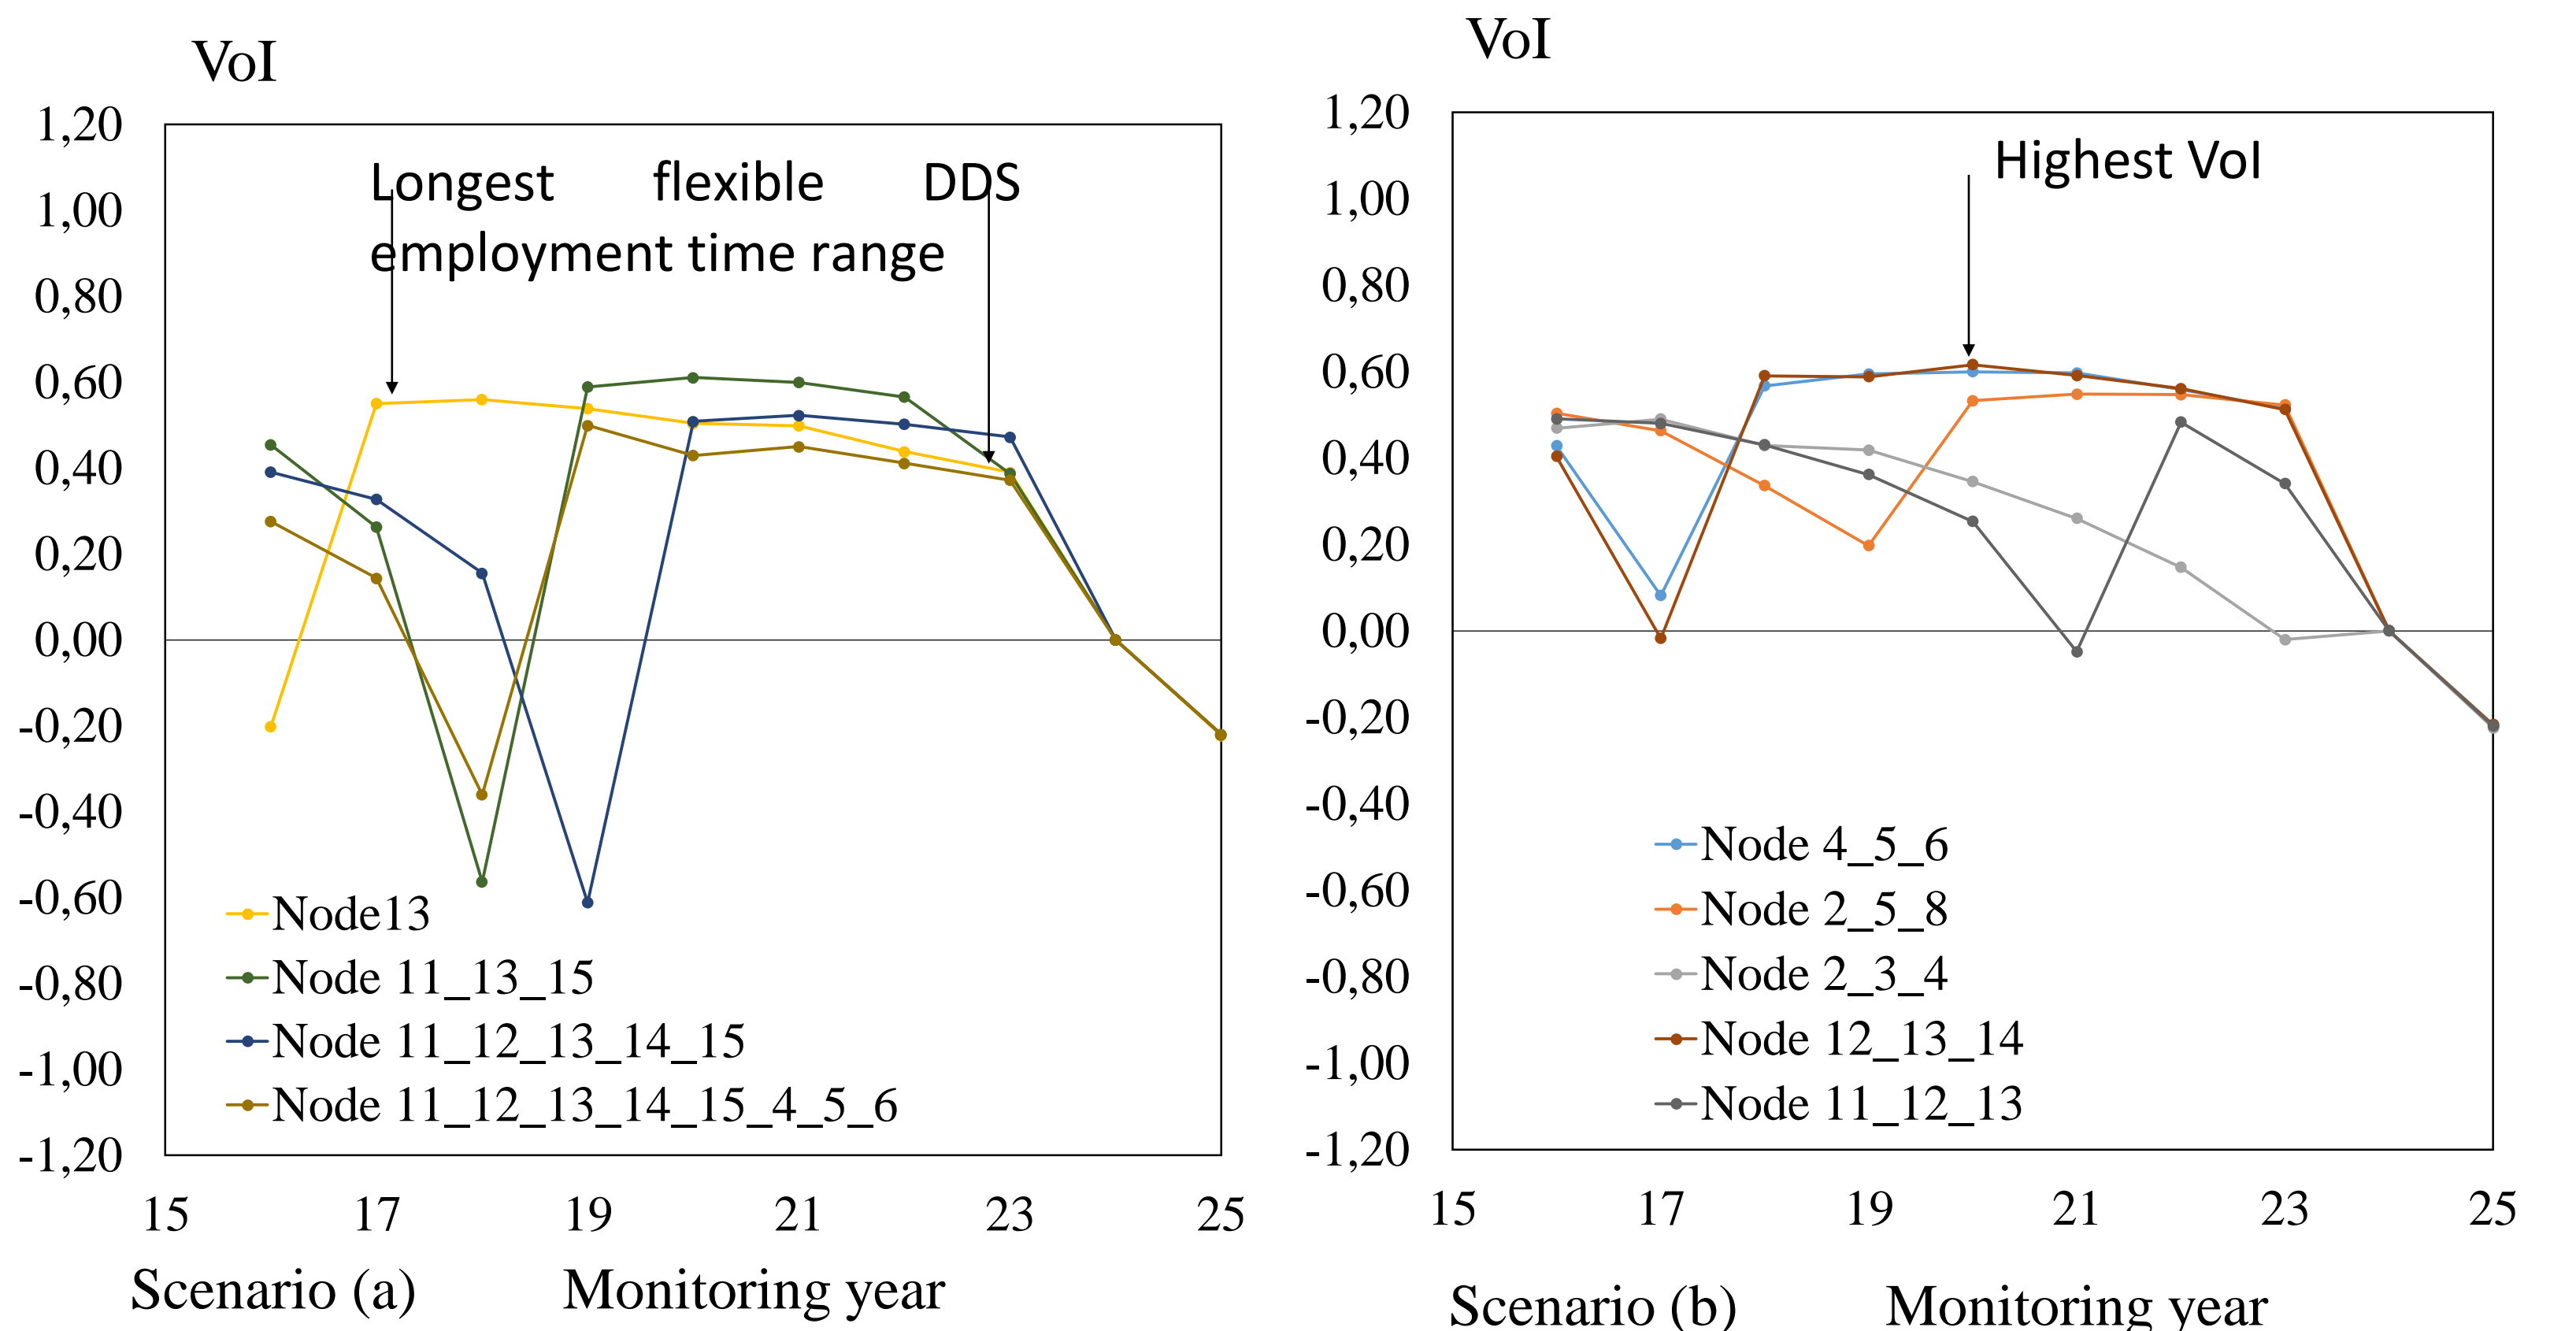 VoI
1,20
1,00
0,80
0,60
0,40
0,20
0,00
-0,20
-0,40
-0,60
-0,80
-1,00
-1,20
Longest flexible DDS
employment time range
Node13
Node 11_13_15
Node 11_12_13_14_15
Node 11_12_13_14_15_4_5_6
15 17 19 21 23 25
Scenario (a) Monitoring year
VoI
1,20
1,00
0,80
0,60
0,40
0,20
0,00
-0,20
-0,40
-0,60
-0,80
-1,00
-1,20
Highest VoI
Node 4_5_6
Node 2_5_8
Node 2_3_4
Node 12_13_14
Node 11_12_13
15 17 19 21 23 25
Scenario (b) Monitoring year